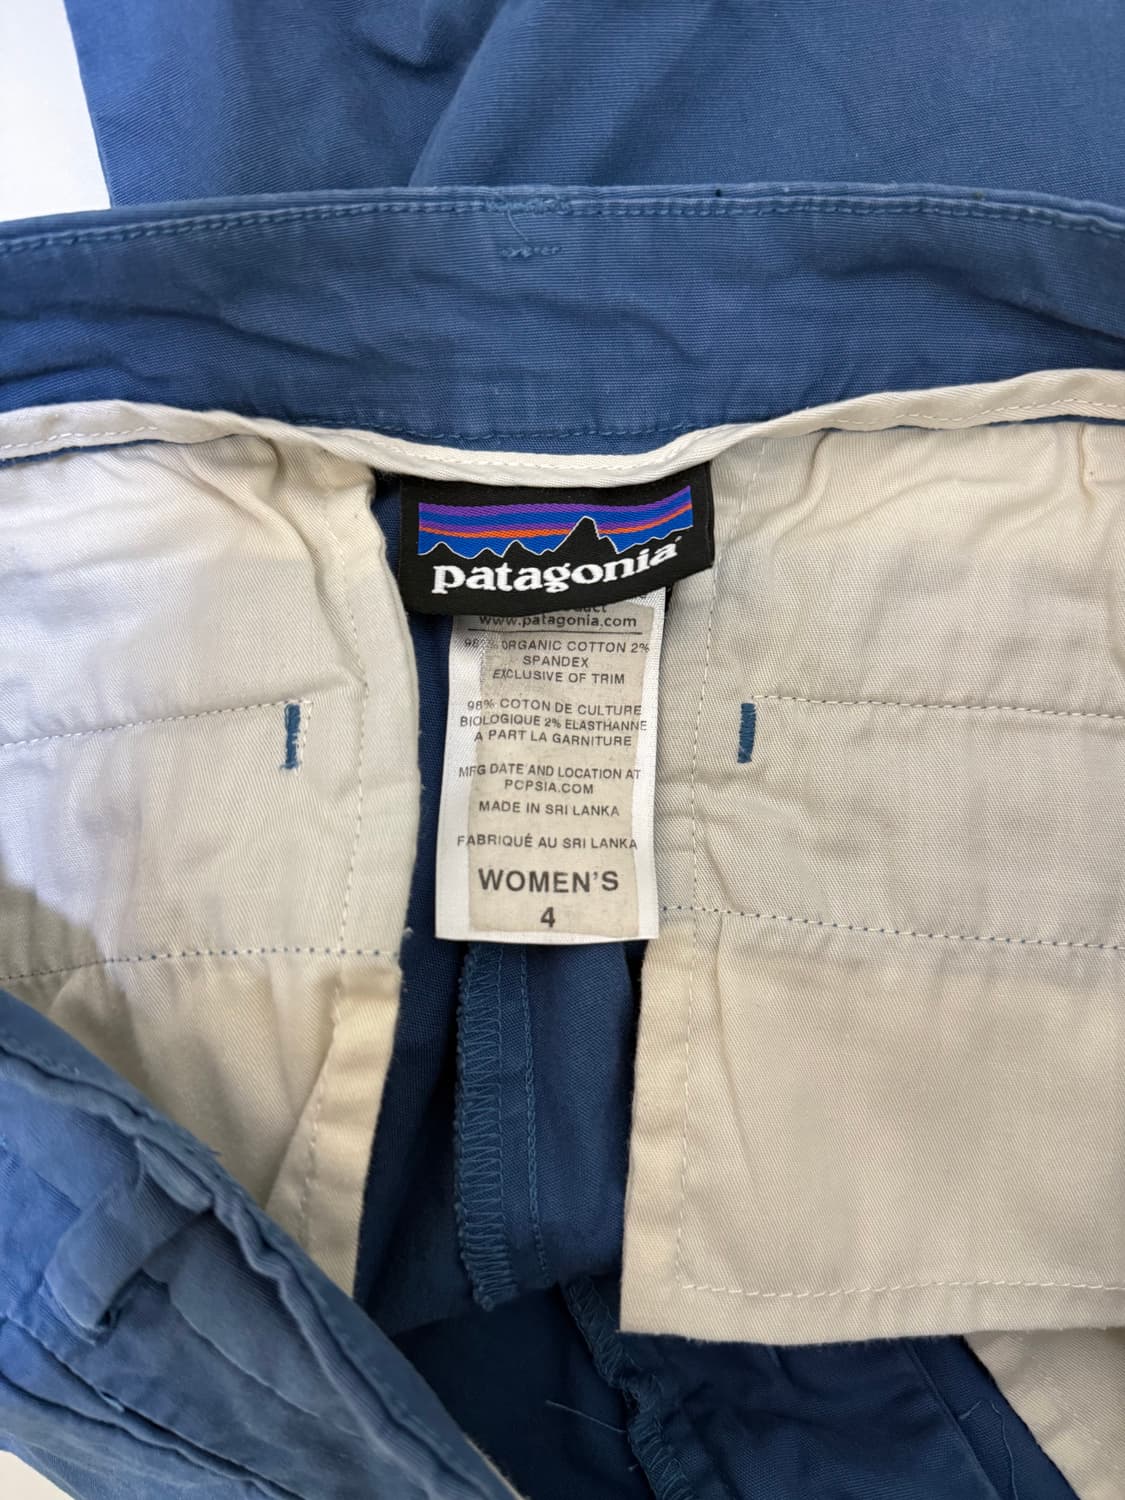 patagonia
www.patagonia.com
98% ORGANIC COTTON 2%
SPANDEX
EXCLUSIVE OF TRIM
98% COTON DE CULTURE
BIOLOGIQUE 2% ELASTHANNE
A PART LA GARNITURE
MFG DATE AND LOCATION AT
PCPSIA.COM
MADE IN SRI LANKA
FABRIQUÉ AU SRI LANKA
WOMEN'S
4